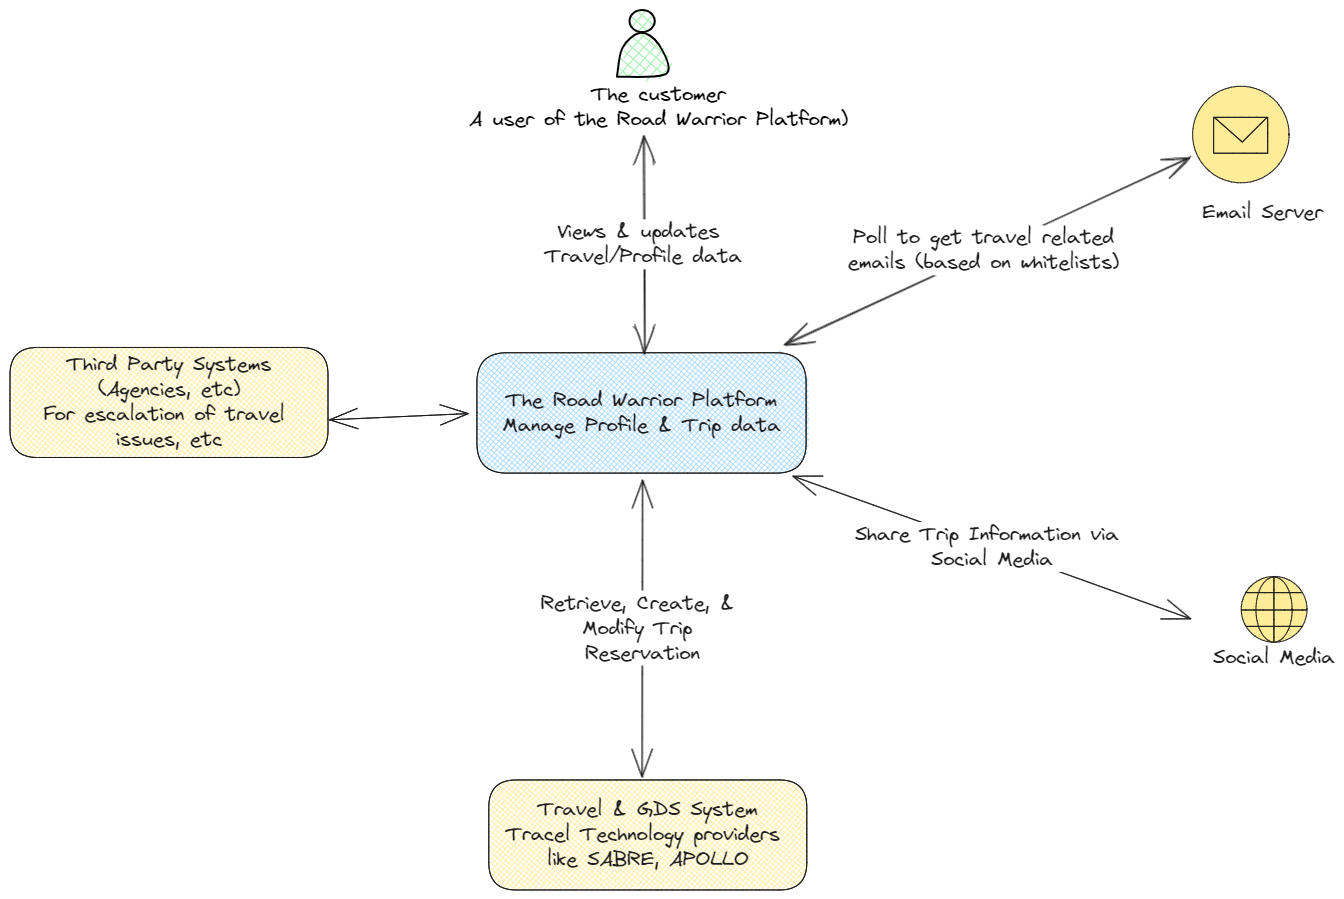 The customer
A user of the Road Warrior Platform)
Email Server
Views & updates
Travel/Profile data
Poll to get travel related
emails (based on whitelists)
Third Party Systems
(Agencies, etc)
For escalation of travel
issues, etc
The Road Warrior Platform
Manage Profile & Trip data
Share Trip Information via
Social Media
Retrieve, Create, &
Modify Trip
Reservation
Social Media
Travel & GDS System
Tracel Technology providers
like SABRE, APOLLO